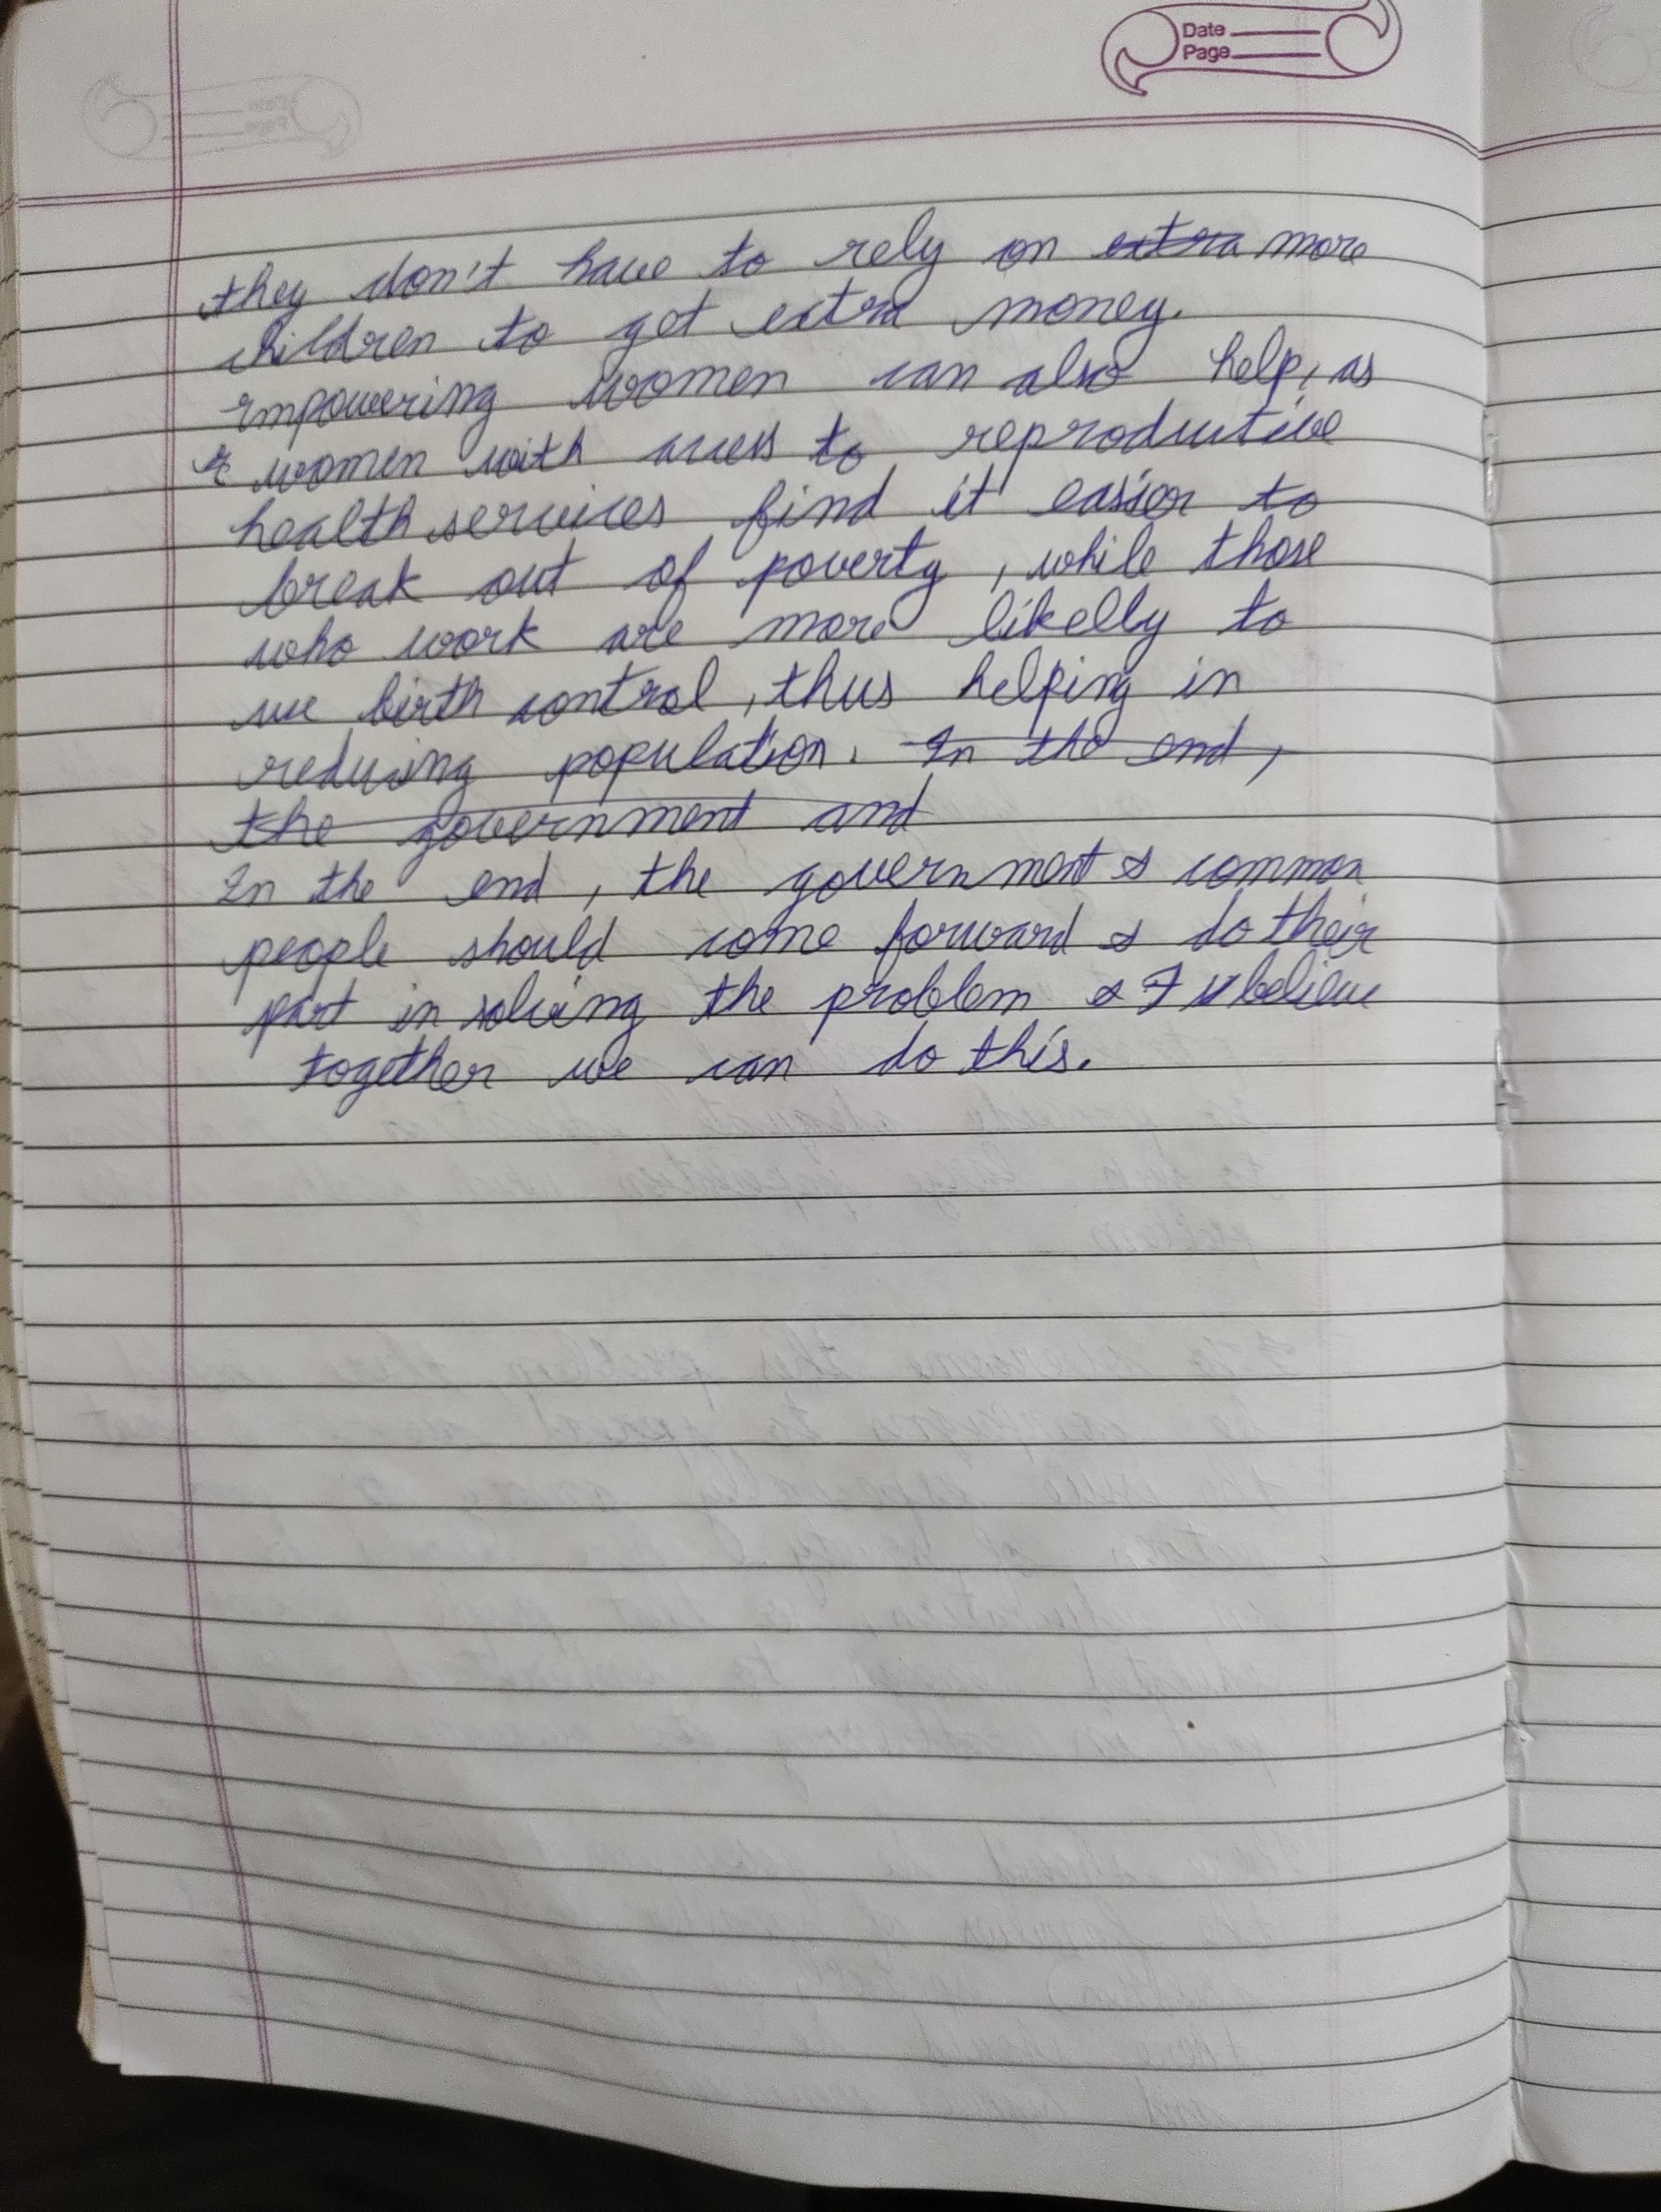 Date
Page
they don't have to rely on extra more
children to get extra money.
Empowering women can also help, as
women with access to reproductive
health services find it easier to
break out of poverty, while those
who work are more likelly to
use birth control, thus helping in
reducing population. In the end,
the government and
In the end, the government & common
people should come forward & do their
part in solving the problem & I believe
together we can do this.